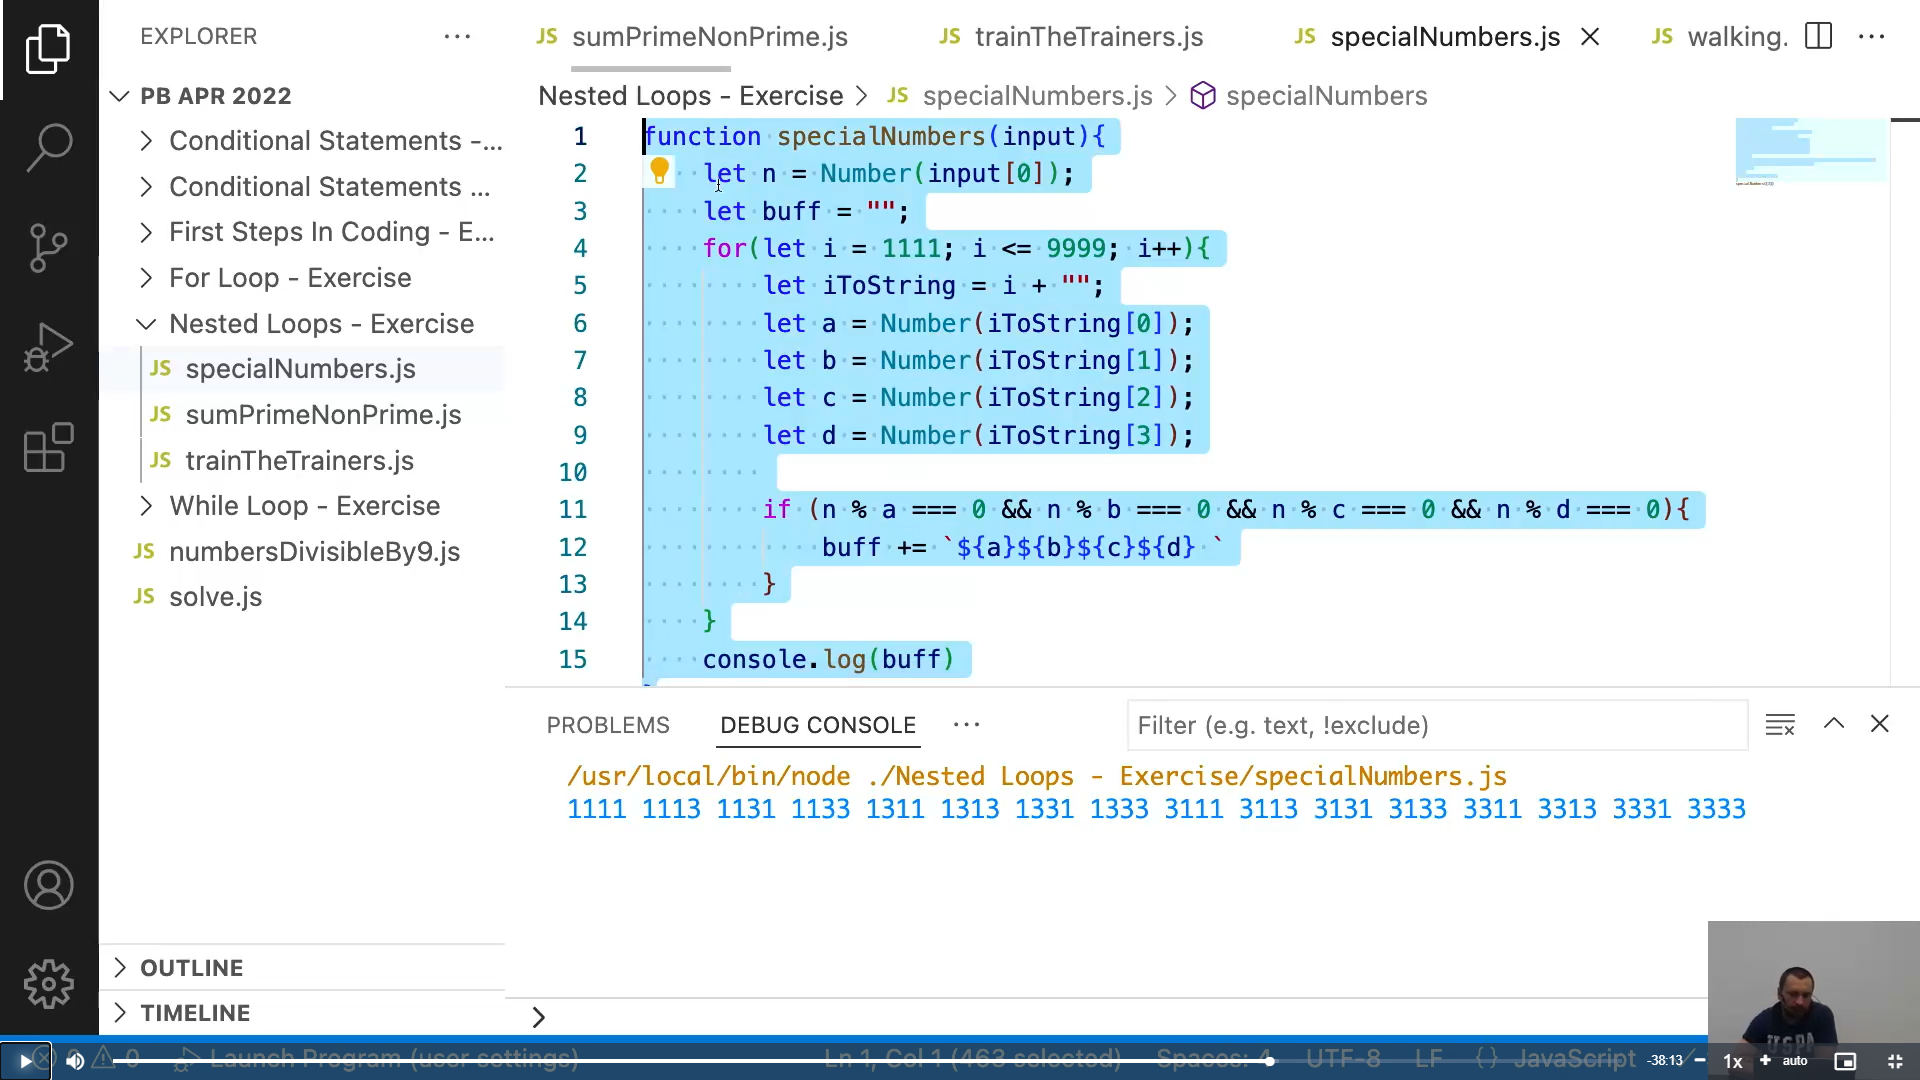 EXPLORER
PB APR 2022
Conditional Statements -...
Conditional Statements ...
First Steps In Coding - E...
For Loop - Exercise
Nested Loops - Exercise
JS specialNumbers.js
JS sumPrimeNonPrime.js
JS trainTheTrainers.js
While Loop - Exercise
JS numbersDivisibleBy9.js
JS solve.js
OUTLINE
TIMELINE
JS sumPrimeNonPrime.js JS trainTheTrainers.js JS specialNumbers.js JS walking.
Nested Loops - Exercise > JS specialNumbers.js > specialNumbers
1 function specialNumbers(input){
2 let n = Number(input[0]);
3 let buff = "";
4 for(let i = 1111; i <= 9999; i++){
5 let iToString = i + "";
6 let a = Number(iToString[0]);
7 let b = Number(iToString[1]);
8 let c = Number(iToString[2]);
9 let d = Number(iToString[3]);
10
11 if (n % a === 0 && n % b === 0 && n % c === 0 && n % d === 0){
12 buff += `${a}${b}${c}${d} `
13 }
14 }
15 console.log(buff)
PROBLEMS DEBUG CONSOLE Filter (e.g. text, !exclude)
/usr/local/bin/node ./Nested Loops - Exercise/specialNumbers.js
1111 1113 1131 1133 1311 1313 1331 1333 3111 3113 3131 3133 3311 3313 3331 3333
USPA
0 Launch Program (user settings) Ln 1, Col 1 (463 selected) Spaces: 4 UTF-8 LF {} JavaScript
-38:13 - 1x + auto